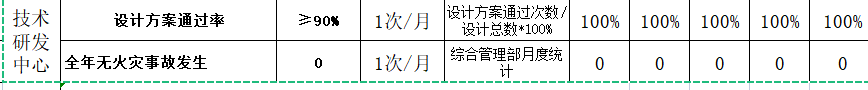 技术
研发
中心
设计方案通过率 ≥90% 1次/月 设计方案通过次数/
设计总数*100% 100% 100% 100% 100% 100%
全年无火灾事故发生 0 1次/月 综合管理部月度统
计 0 0 0 0 0